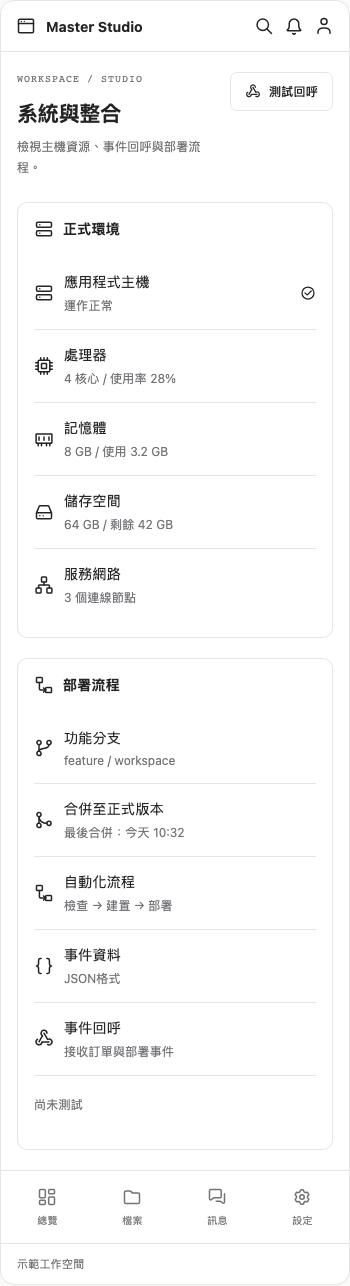 Master Studio
WORKSPACE / STUDIO
系統與整合
檢視主機資源、事件回呼與部署流
程。
測試回呼
正式環境
應用程式主機
運作正常
處理器
4 核心 / 使用率 28%
記憶體
8 GB / 使用 3.2 GB
儲存空間
64 GB / 剩餘 42 GB
服務網路
3 個連線節點
部署流程
功能分支
feature / workspace
合併至正式版本
最後合併：今天 10:32
自動化流程
檢查 → 建置 → 部署
事件資料
JSON格式
事件回呼
接收訂單與部署事件
尚未測試
總覽
檔案
訊息
設定
示範工作空間